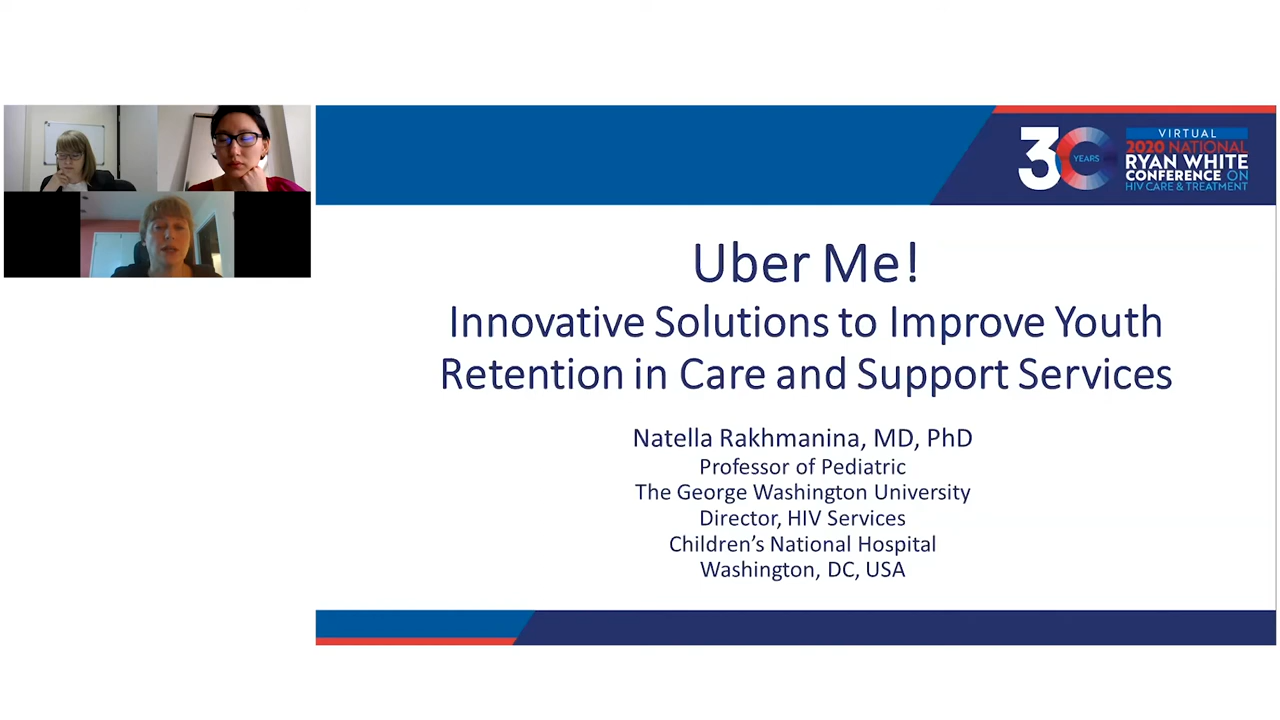 30
YEARS
VIRTUAL
2020 NATIONAL
RYAN WHITE
CONFERENCE ON
HIV CARE & TREATMENT
Uber Me!
Innovative Solutions to Improve Youth
Retention in Care and Support Services
Natella Rakhmanina, MD, PhD
Professor of Pediatric
The George Washington University
Director, HIV Services
Children's National Hospital
Washington, DC, USA